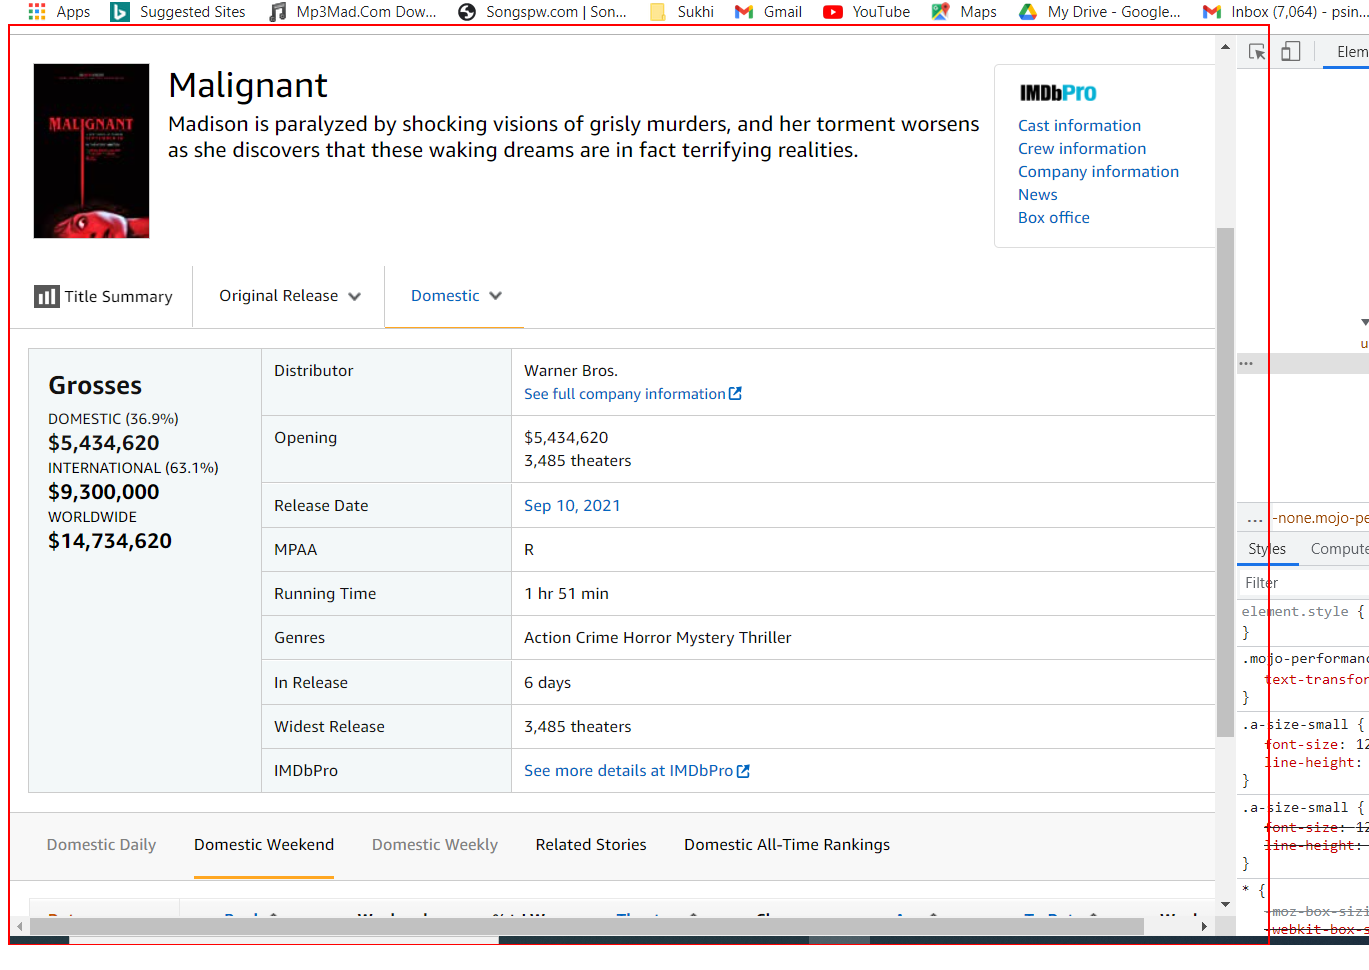 Apps Suggested Sites Mp3Mad.Com Dow... Songspw.com | Son... Sukhi Gmail YouTube Maps My Drive - Google... Inbox (7,064) - psin...
Elem
MALIGNANT
Malignant
Madison is paralyzed by shocking visions of grisly murders, and her torment worsens
as she discovers that these waking dreams are in fact terrifying realities.
IMDbPro
Cast information
Crew information
Company information
News
Box office
Title Summary Original Release Domestic
Grosses
DOMESTIC (36.9%)
$5,434,620
INTERNATIONAL (63.1%)
$9,300,000
WORLDWIDE
$14,734,620
Distributor Warner Bros.
See full company information
Opening $5,434,620
3,485 theaters
Release Date Sep 10, 2021
MPAA R
Running Time 1 hr 51 min
Genres Action Crime Horror Mystery Thriller
In Release 6 days
Widest Release 3,485 theaters
IMDbPro See more details at IMDbPro
Domestic Daily Domestic Weekend Domestic Weekly Related Stories Domestic All-Time Rankings
u
...
... -none.mojo-pe
Styles Compute
Filter
element.style {
}
.mojo-performanc
text-transfor
}
.a-size-small {
font-size: 12
line-height:
}
.a-size-small {
font-size: 12
line-height:
}
* {
-moz-box-sizi
-webkit-box-s